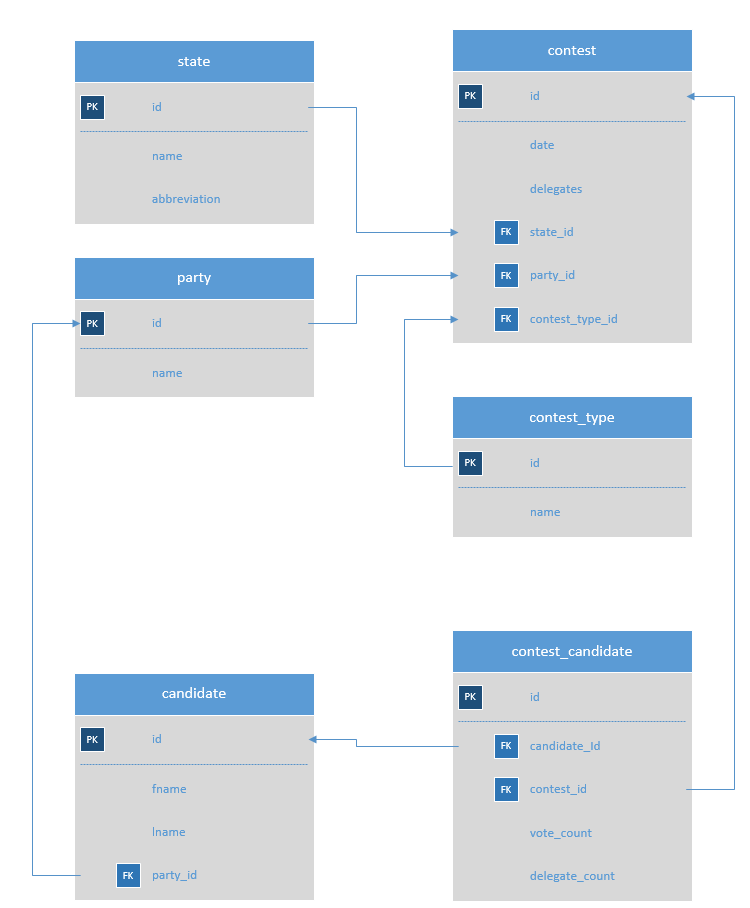 state
PK id
name
abbreviation
contest
PK id
date
delegates
FK state_id
FK party_id
FK contest_type_id
party
PK id
name
contest_type
PK id
name
candidate
PK id
fname
lname
FK party_id
contest_candidate
PK id
FK candidate_Id
FK contest_id
vote_count
delegate_count